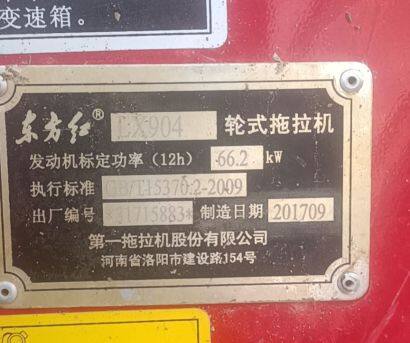 变速箱。
东方红® LX904 轮式拖拉机
发动机标定功率（12h） 66.2 kW
执行标准 GB/T15370.2-2009
出厂编号 *31715883* 制造日期 201709
第一拖拉机股份有限公司
河南省洛阳市建设路154号